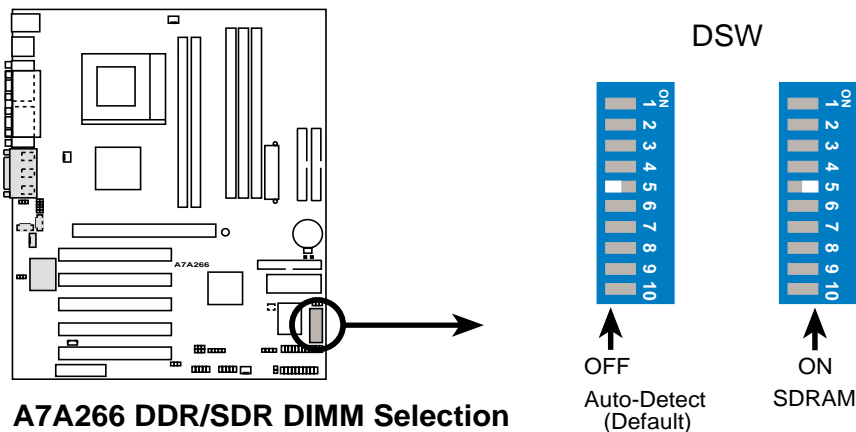 DSW
ON
1
2
3
4
5
6
7
8
9
10
ON
1
2
3
4
5
6
7
8
9
10
A7A266
OFF
ON
Auto-Detect
(Default)
SDRAM
A7A266 DDR/SDR DIMM Selection